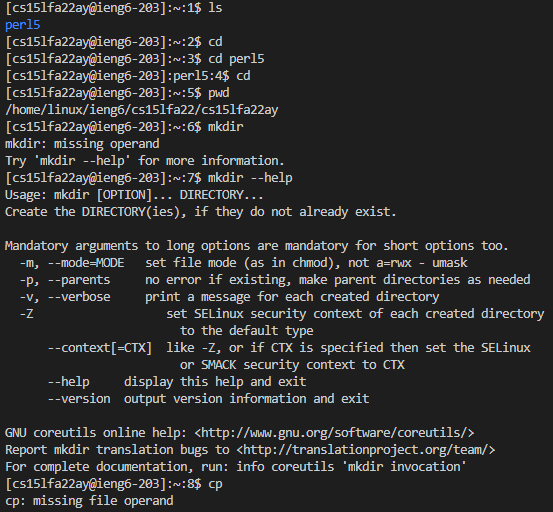 [cs15lfa22ay@ieng6-203]:~:1$ ls
perl5
[cs15lfa22ay@ieng6-203]:~:2$ cd
[cs15lfa22ay@ieng6-203]:~:3$ cd perl5
[cs15lfa22ay@ieng6-203]:perl5:4$ cd
[cs15lfa22ay@ieng6-203]:~:5$ pwd
/home/linux/ieng6/cs15lfa22/cs15lfa22ay
[cs15lfa22ay@ieng6-203]:~:6$ mkdir
mkdir: missing operand
Try 'mkdir --help' for more information.
[cs15lfa22ay@ieng6-203]:~:7$ mkdir --help
Usage: mkdir [OPTION]... DIRECTORY...
Create the DIRECTORY(ies), if they do not already exist.

Mandatory arguments to long options are mandatory for short options too.
  -m, --mode=MODE   set file mode (as in chmod), not a=rwx - umask
  -p, --parents     no error if existing, make parent directories as needed
  -v, --verbose     print a message for each created directory
  -Z                   set SELinux security context of each created directory
                         to the default type
      --context[=CTX]  like -Z, or if CTX is specified then set the SELinux
                         or SMACK security context to CTX
      --help     display this help and exit
      --version  output version information and exit

GNU coreutils online help: <http://www.gnu.org/software/coreutils/>
Report mkdir translation bugs to <http://translationproject.org/team/>
For complete documentation, run: info coreutils 'mkdir invocation'
[cs15lfa22ay@ieng6-203]:~:8$ cp
cp: missing file operand